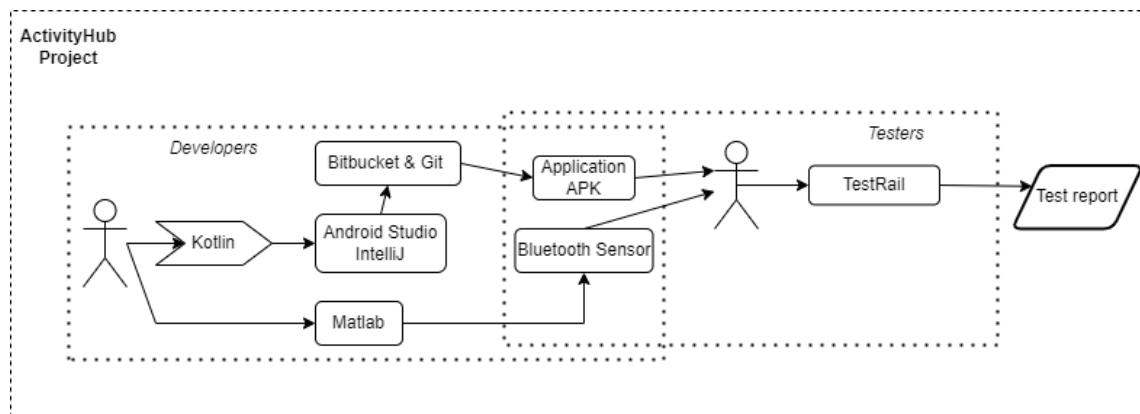 ActivityHub
Project
Developers
Testers
Bitbucket & Git
Application
APK
TestRail
Test report
Kotlin
Android Studio
IntelliJ
Bluetooth Sensor
Matlab